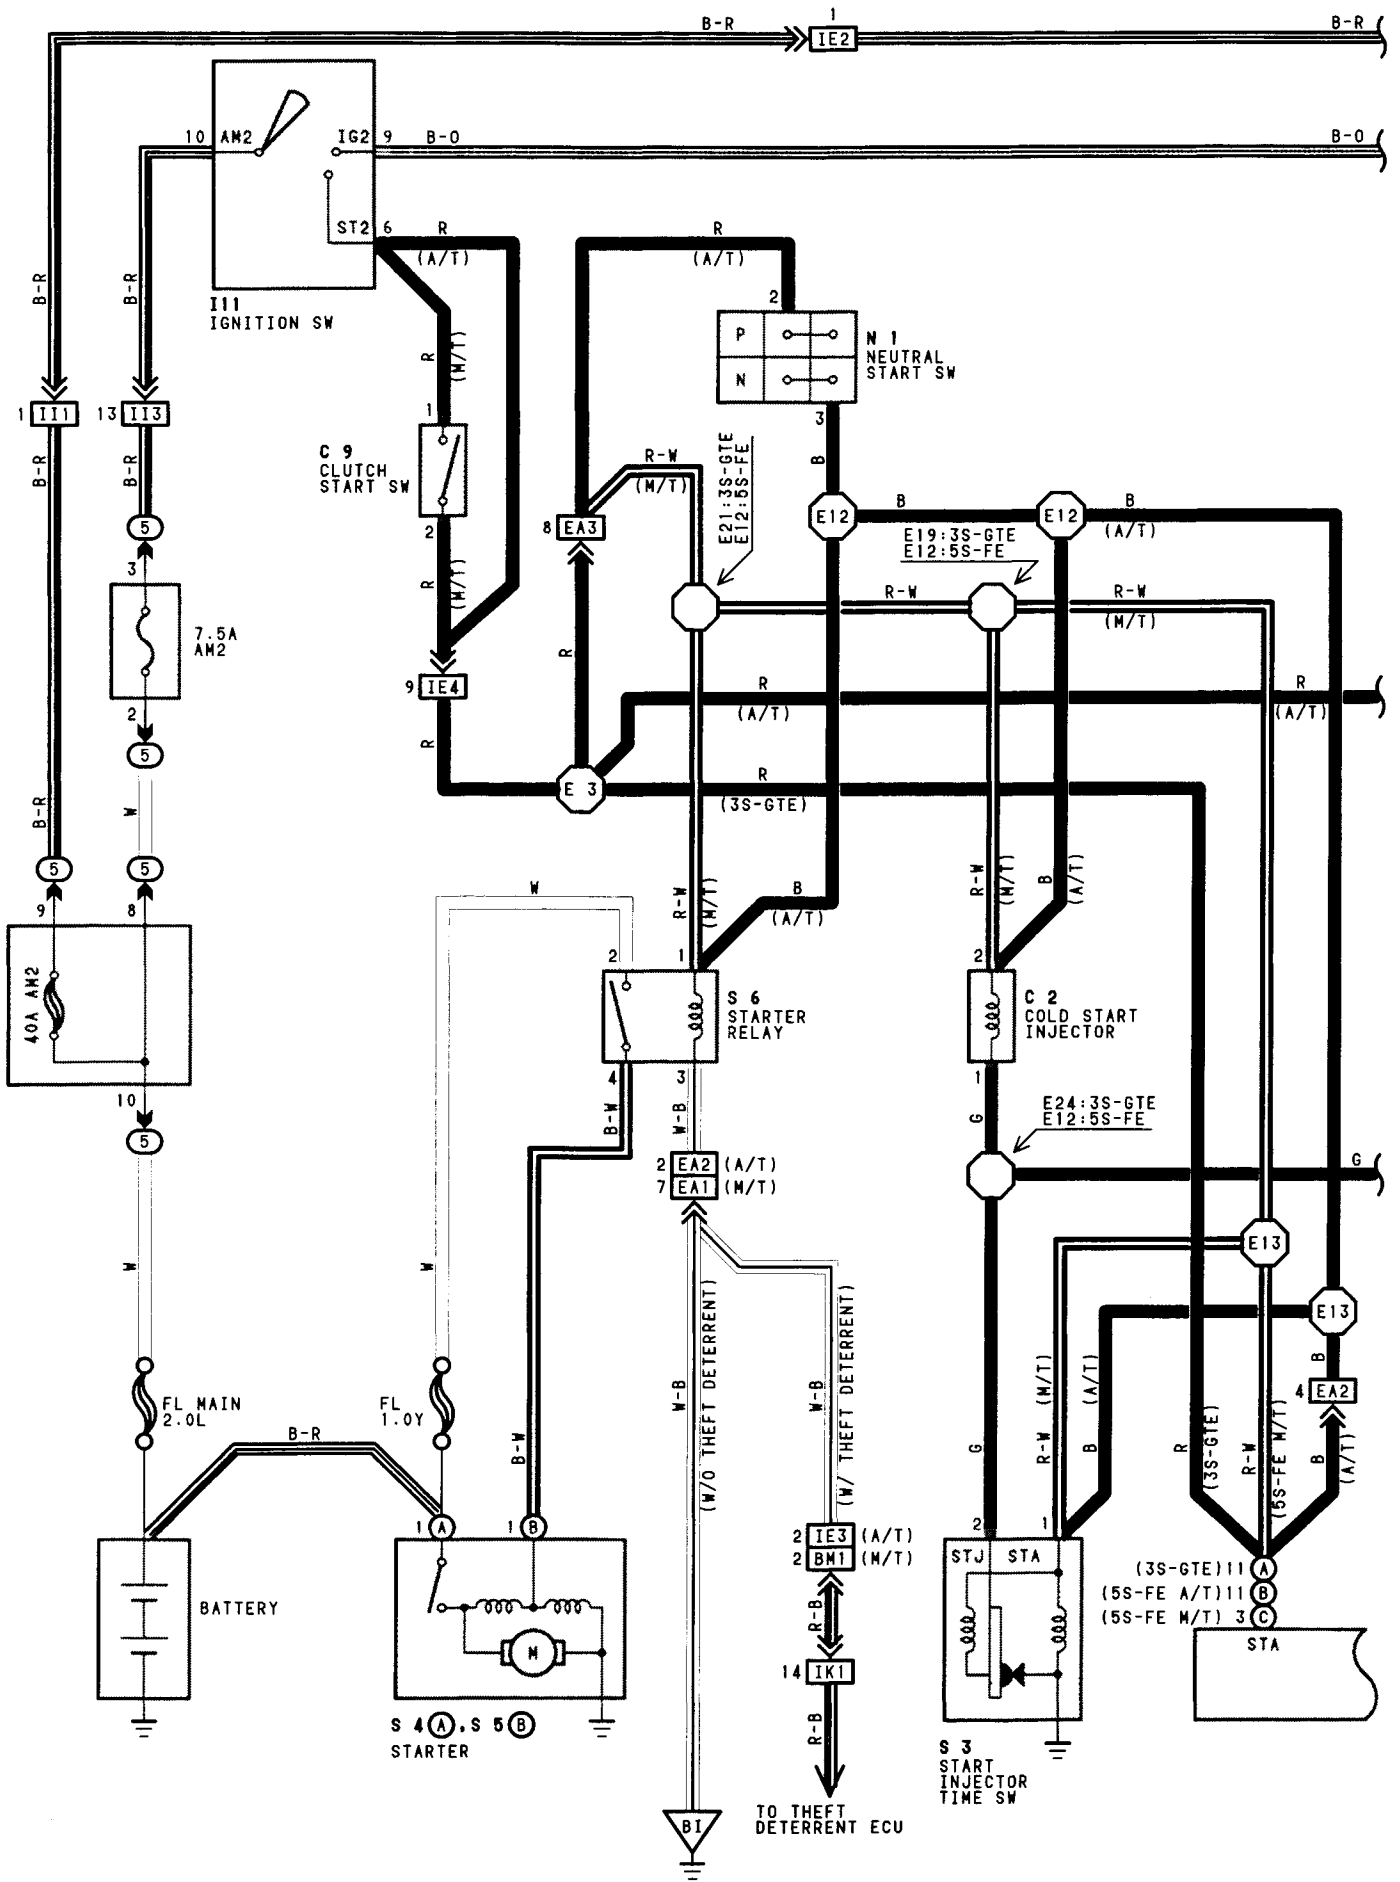 1
B-R
IE2
B-R
10
AM2
IG2
9
B-O
B-O
ST2
6
R
(A/T)
R
(A/T)
B-R
B-R
I11
IGNITION SW
2
P
N
N 1
NEUTRAL
START SW
R
(M/T)
1
II1
13
II3
1
3
B-R
B-R
C 9
CLUTCH
START SW
R-W
(M/T)
E21:3S-GTE
E12:5S-FE
B
5
2
8
EA3
E12
B
E12
B
(A/T)
E19:3S-GTE
E12:5S-FE
3
R
(M/T)
R-W
R-W
(M/T)
7.5A
AM2
R
9
IE4
R
(A/T)
R
(A/T)
2
5
R
E 3
R
(3S-GTE)
B-R
W
5
5
W
R-W
(M/T)
B
(A/T)
R-W
(M/T)
B
(A/T)
9
8
2
1
2
40A AM2
S 6
STARTER
RELAY
C 2
COLD START
INJECTOR
10
4
3
1
5
B-W
W-B
G
E24:3S-GTE
E12:5S-FE
2
EA2
(A/T)
7
EA1
(M/T)
G
W
W
E13
E13
W-B
(W/O THEFT DETERRENT)
W-B
(W/ THEFT DETERRENT)
R-W
(M/T)
B
(A/T)
B
4
EA2
FL MAIN
2.0L
FL
1.0Y
B-R
B-W
G
R
(3S-GTE)
R-W
(5S-FE M/T)
B
(A/T)
1
A
1
B
2
IE3
(A/T)
2
BM1
(M/T)
2
1
STJ
STA
(3S-GTE)11
A
(5S-FE A/T)11
B
(5S-FE M/T) 3
C
STA
BATTERY
M
R-B
14
IK1
S 4
A
,S 5
B
STARTER
R-B
S 3
START
INJECTOR
TIME SW
TO THEFT
DETERRENT ECU
BI